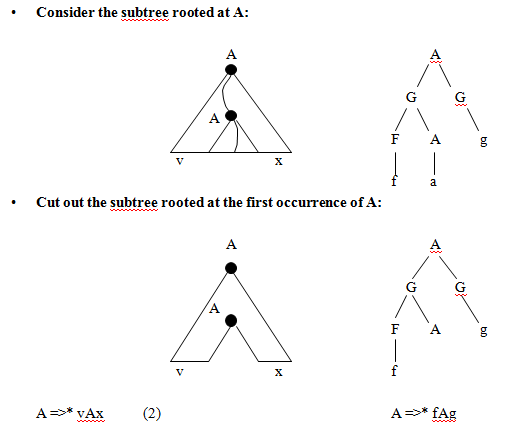 • Consider the subtree rooted at A:
A A
G G
A
F A g
v x
f a
• Cut out the subtree rooted at the first occurrence of A:
A A
G G
A
F A g
v x f
A =>* vAx (2) A =>* fAg